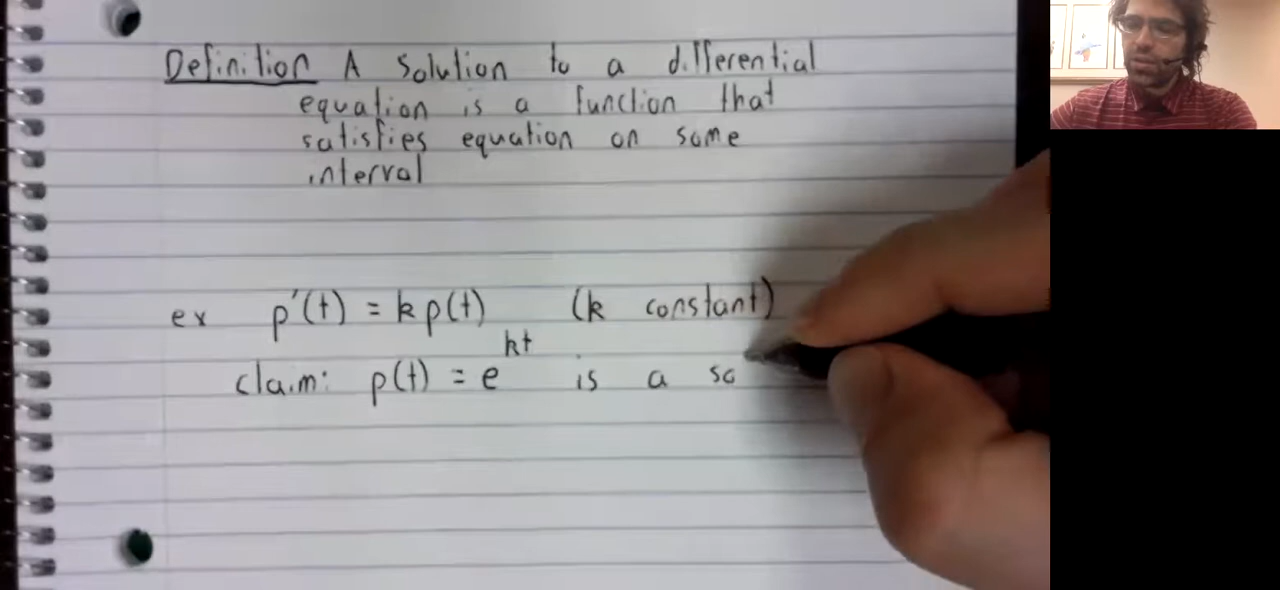 Definition A solution to a differential
equation is a function that
satisfies equation on some
interval
ex p'(t) = kp(t) (k constant)
claim: p(t) = e^{kt} is a so